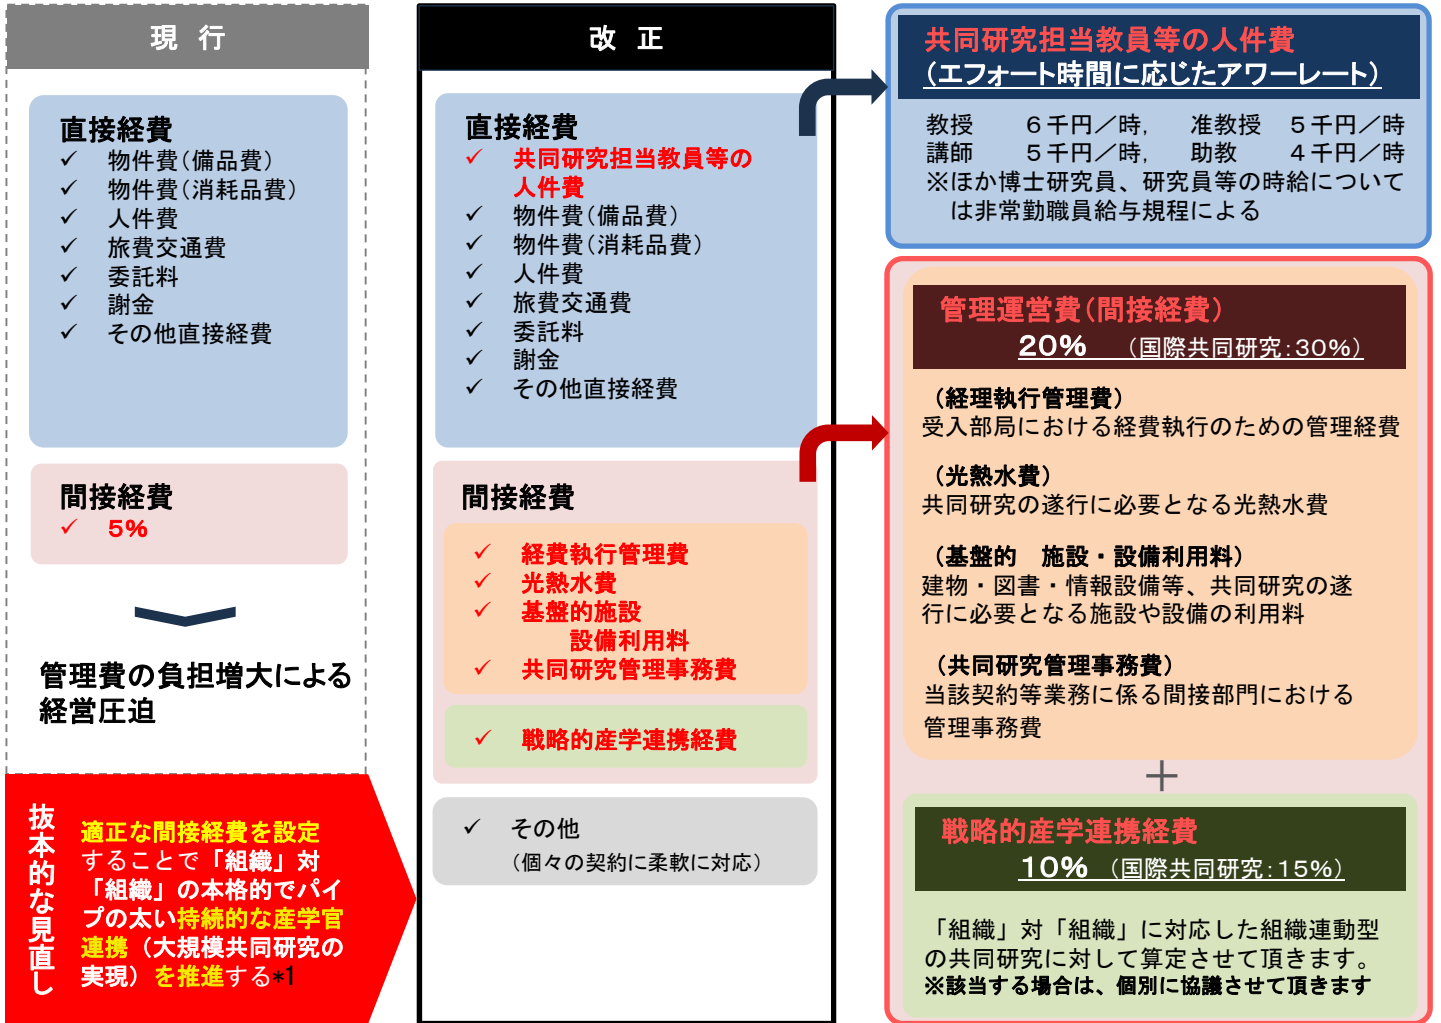 現 行
直接経費
✓ 物件費(備品費)
✓ 物件費(消耗品費)
✓ 人件費
✓ 旅費交通費
✓ 委託料
✓ 謝金
✓ その他直接経費
間接経費
✓ 5%
管理費の負担増大による
経営圧迫
抜本的な見直し
適正な間接経費を設定
することで「組織」対
「組織」の本格的でパイ
プの太い持続的な産学官
連携（大規模共同研究の
実現）を推進する*1
改 正
直接経費
✓ 共同研究担当教員等の
人件費
✓ 物件費(備品費)
✓ 物件費(消耗品費)
✓ 人件費
✓ 旅費交通費
✓ 委託料
✓ 謝金
✓ その他直接経費
間接経費
✓ 経費執行管理費
✓ 光熱水費
✓ 基盤的施設
設備利用料
✓ 共同研究管理事務費
✓ 戦略的産学連携経費
✓ その他
(個々の契約に柔軟に対応)
共同研究担当教員等の人件費
(エフォート時間に応じたアワーレート)
教授　６千円／時,　准教授　５千円／時
講師　５千円／時,　助教　４千円／時
※ほか博士研究員、研究員等の時給について
は非常勤職員給与規程による
管理運営費(間接経費)
20%　(国際共同研究:30%)
（経理執行管理費）
受入部局における経費執行のための管理経費
（光熱水費）
共同研究の遂行に必要となる光熱水費
（基盤的　施設・設備利用料）
建物・図書・情報設備等、共同研究の遂
行に必要となる施設や設備の利用料
（共同研究管理事務費）
当該契約等業務に係る間接部門における
管理事務費
＋
戦略的産学連携経費
10%　(国際共同研究:15%)
「組織」対「組織」に対応した組織連動型
の共同研究に対して算定させて頂きます。
※該当する場合は、個別に協議させて頂きます